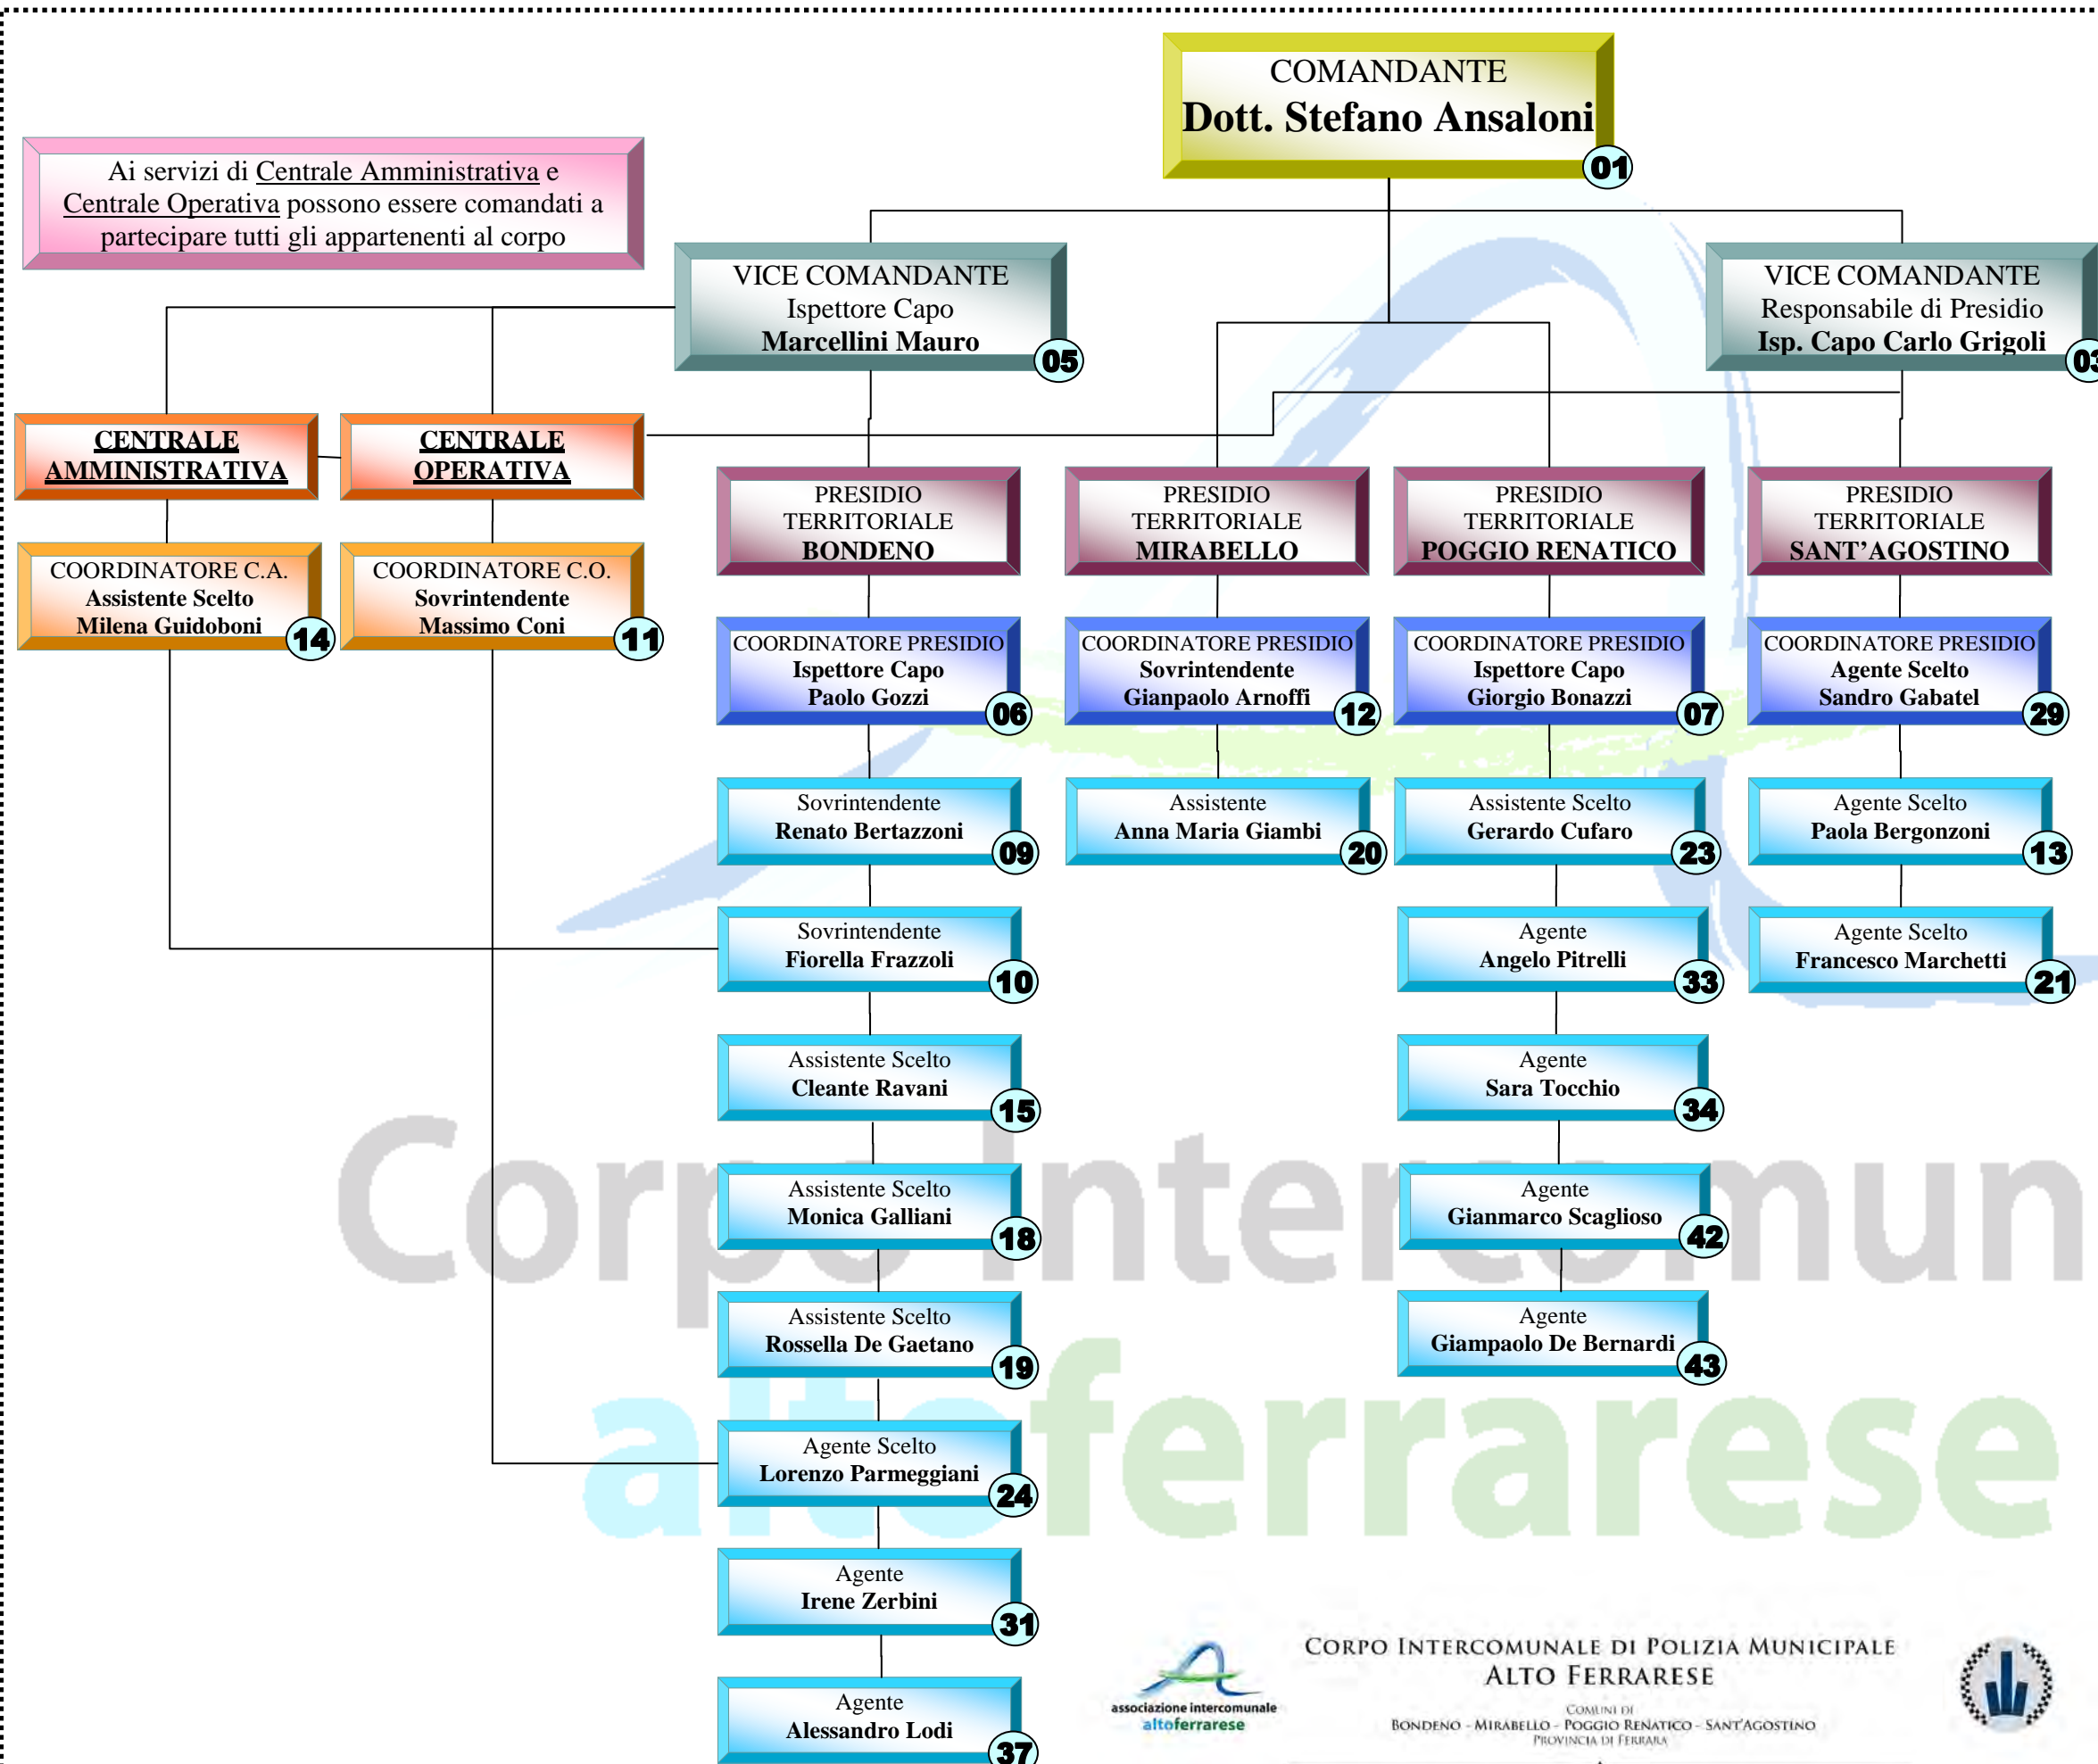 COMANDANTE
Dott. Stefano Ansaloni
01
Ai servizi di Centrale Amministrativa e
Centrale Operativa possono essere comandati a
partecipare tutti gli appartenenti al corpo
VICE COMANDANTE
Ispettore Capo
Marcellini Mauro
05
VICE COMANDANTE
Responsabile di Presidio
Isp. Capo Carlo Grigoli
03
CENTRALE
AMMINISTRATIVA
CENTRALE
OPERATIVA
COORDINATORE C.A.
Assistente Scelto
Milena Guidoboni
14
COORDINATORE C.O.
Sovrintendente
Massimo Coni
11
PRESIDIO
TERRITORIALE
BONDENO
COORDINATORE PRESIDIO
Ispettore Capo
Paolo Gozzi
06
Sovrintendente
Renato Bertazzoni
09
Sovrintendente
Fiorella Frazzoli
10
Assistente Scelto
Cleante Ravani
15
Assistente Scelto
Monica Galliani
18
Assistente Scelto
Rossella De Gaetano
19
Agente Scelto
Lorenzo Parmeggiani
24
Agente
Irene Zerbini
31
Agente
Alessandro Lodi
37
PRESIDIO
TERRITORIALE
MIRABELLO
COORDINATORE PRESIDIO
Sovrintendente
Gianpaolo Arnoffi
12
Assistente
Anna Maria Giambi
20
PRESIDIO
TERRITORIALE
POGGIO RENATICO
COORDINATORE PRESIDIO
Ispettore Capo
Giorgio Bonazzi
07
Assistente Scelto
Gerardo Cufaro
23
Agente
Angelo Pitrelli
33
Agente
Sara Tocchio
34
Agente
Gianmarco Scaglioso
42
Agente
Giampaolo De Bernardi
43
PRESIDIO
TERRITORIALE
SANT'AGOSTINO
COORDINATORE PRESIDIO
Agente Scelto
Sandro Gabatel
29
Agente Scelto
Paola Bergonzoni
13
Agente Scelto
Francesco Marchetti
21
Corpo Intercomun
altoferrarese
associazione intercomunale
altoferrarese
CORPO INTERCOMUNALE DI POLIZIA MUNICIPALE
ALTO FERRARESE
COMUNI DI
BONDENO - MIRABELLO - POGGIO RENATICO - SANT'AGOSTINO
PROVINCIA DI FERRARA